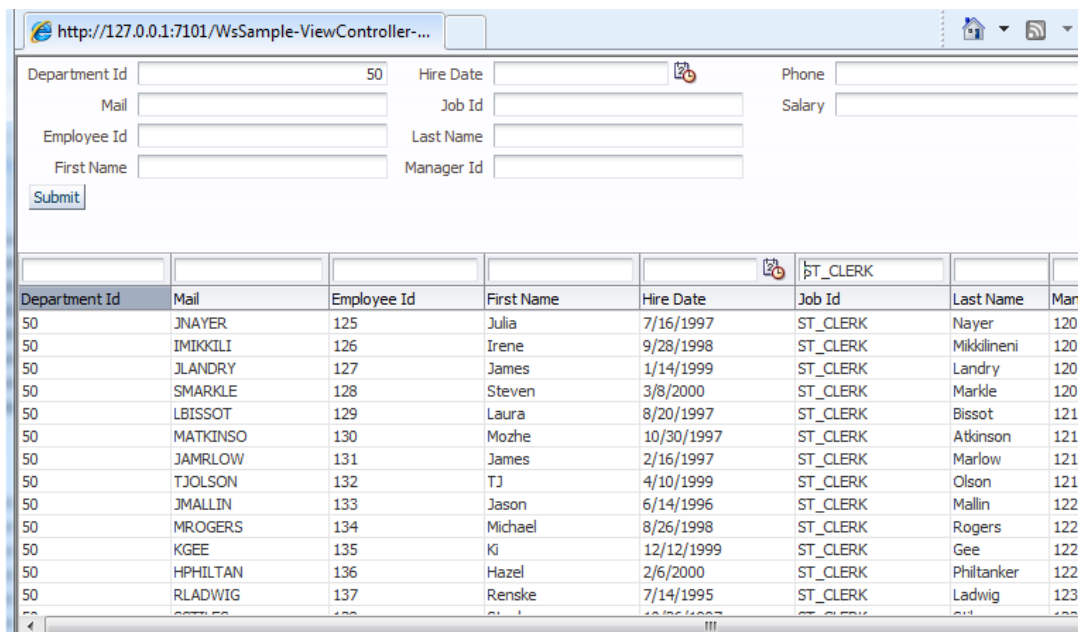 http://127.0.0.1:7101/WsSample-ViewController-...
Department Id 50 Hire Date Phone
Mail Job Id Salary
Employee Id Last Name
First Name Manager Id
Submit
ST_CLERK
Department Id Mail Employee Id First Name Hire Date Job Id Last Name Man
50 JNAYER 125 Julia 7/16/1997 ST_CLERK Nayer 120
50 IMIKKILI 126 Irene 9/28/1998 ST_CLERK Mikkilineni 120
50 JLANDRY 127 James 1/14/1999 ST_CLERK Landry 120
50 SMARKLE 128 Steven 3/8/2000 ST_CLERK Markle 120
50 LBISSOT 129 Laura 8/20/1997 ST_CLERK Bissot 121
50 MATKINSO 130 Mozhe 10/30/1997 ST_CLERK Atkinson 121
50 JAMRLOW 131 James 2/16/1997 ST_CLERK Marlow 121
50 TJOLSON 132 TJ 4/10/1999 ST_CLERK Olson 121
50 JMALLIN 133 Jason 6/14/1996 ST_CLERK Mallin 122
50 MROGERS 134 Michael 8/26/1998 ST_CLERK Rogers 122
50 KGEE 135 Ki 12/12/1999 ST_CLERK Gee 122
50 HPHILTAN 136 Hazel 2/6/2000 ST_CLERK Philtanker 122
50 RLADWIG 137 Renske 7/14/1995 ST_CLERK Ladwig 123